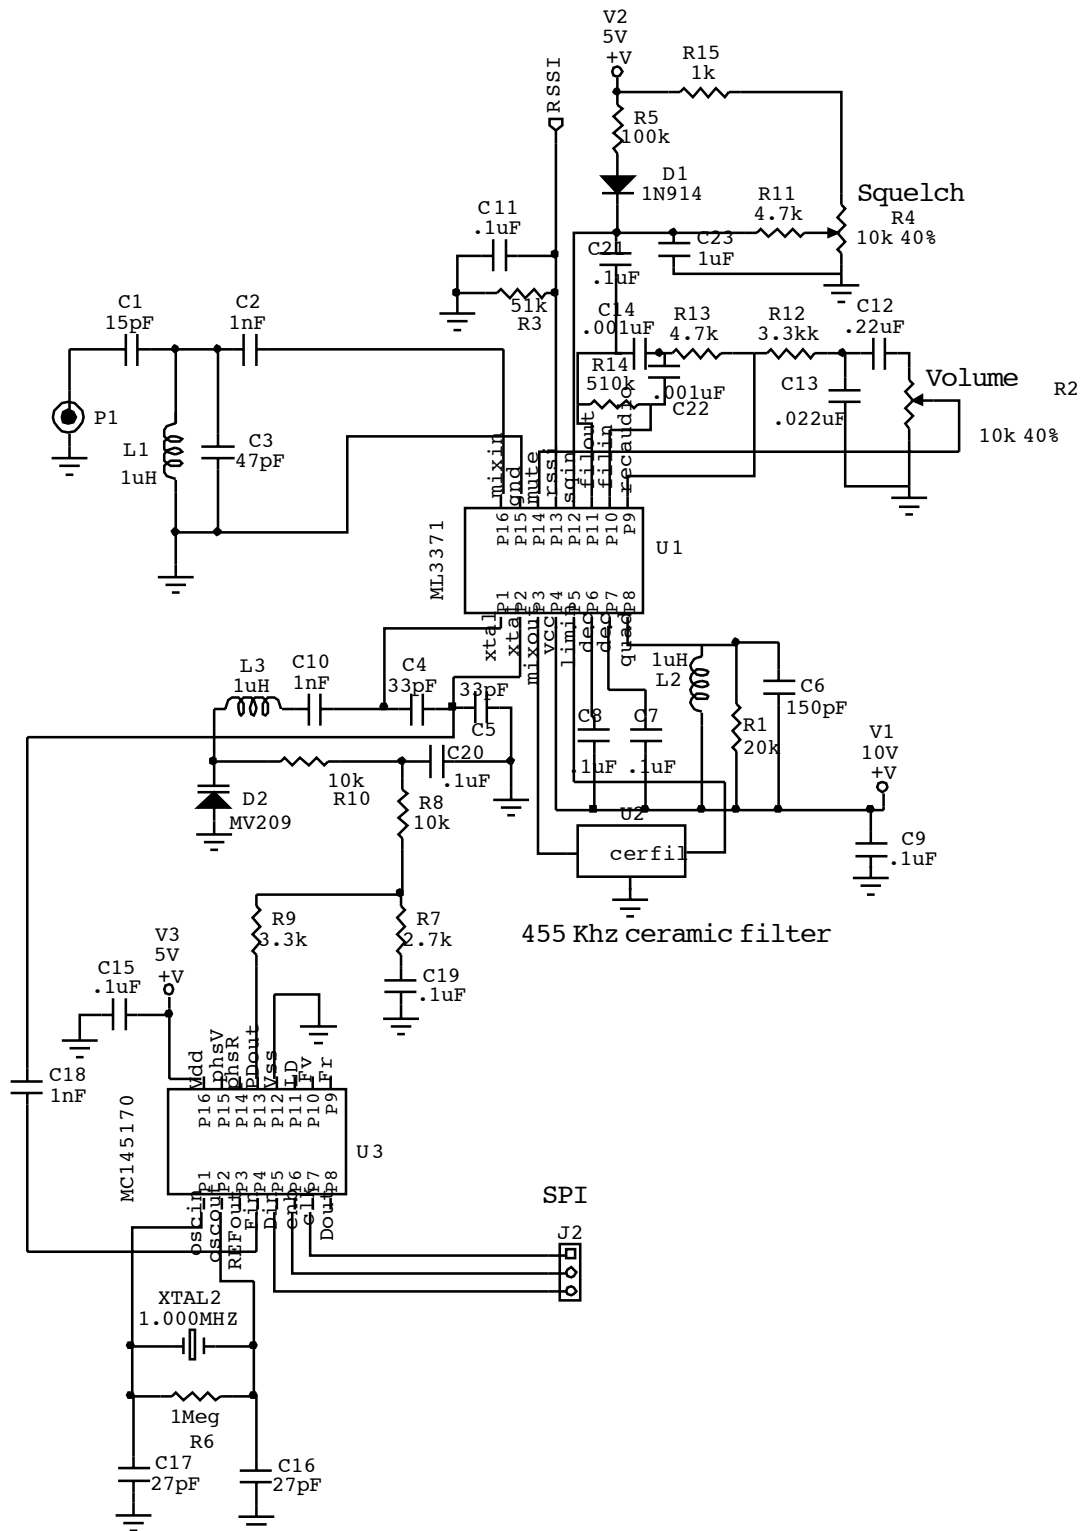 V2
5V
+V
R15
1k
RSSI
R5
100k
D1
1N914
R11
4.7k
Squelch
R4
10k 40%
C11
.1uF
C21
.1uF
C23
1uF
51k
R3
C1
15pF
C2
1nF
C14
.001uF
R13
4.7k
R12
3.3kk
C12
.22uF
R14
510k
.001uF
C22
C13
.022uF
Volume
R2
10k 40%
P1
L1
1uH
C3
47pF
mixin
gnd
mute
rssi
sqin
filout
filin
recaudio
P16
P15
P14
P13
P12
P11
P10
P9
ML3371
U1
P1
P2
P3
P4
P5
P6
P7
P8
xtal
xtal
mixout
vcc
limin
dec
dec
quad
L3
1uH
C10
1nF
C4
33pF
33pF
C5
1uH
L2
C6
150pF
C8
.1uF
C7
.1uF
R1
20k
V1
10V
+V
C20
.1uF
10k
R10
D2
MV209
R8
10k
U2
cerfil
C9
.1uF
455 Khz ceramic filter
R9
3.3k
R7
2.7k
C19
.1uF
V3
5V
+V
C15
.1uF
Vdd
phsV
phsR
PDout
Vss
LD
Fv
Fr
C18
1nF
P16
P15
P14
P13
P12
P11
P10
P9
MC145170
U3
P1
P2
P3
P4
P5
P6
P7
P8
oscin
oscout
REFout
Fin
Din
enb
clk
Dout
SPI
J2
XTAL2
1.000MHZ
1Meg
R6
C17
27pF
C16
27pF